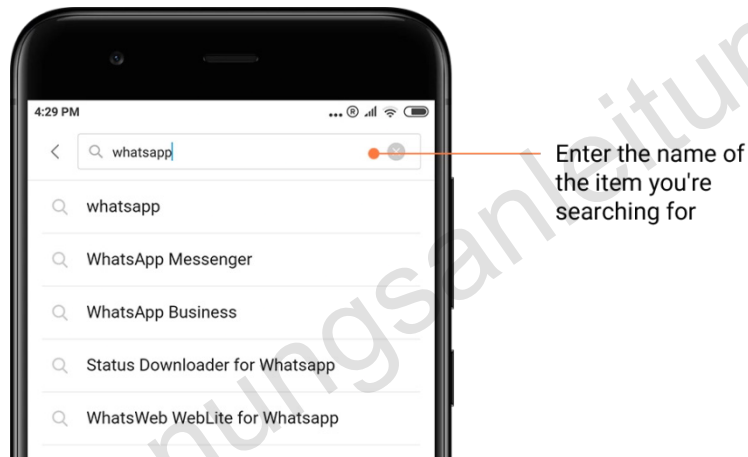 4:29 PM
whatsapp
Enter the name of
the item you're
searching for
whatsapp
WhatsApp Messenger
WhatsApp Business
Status Downloader for Whatsapp
WhatsWeb WebLite for Whatsapp
nungsanleitun